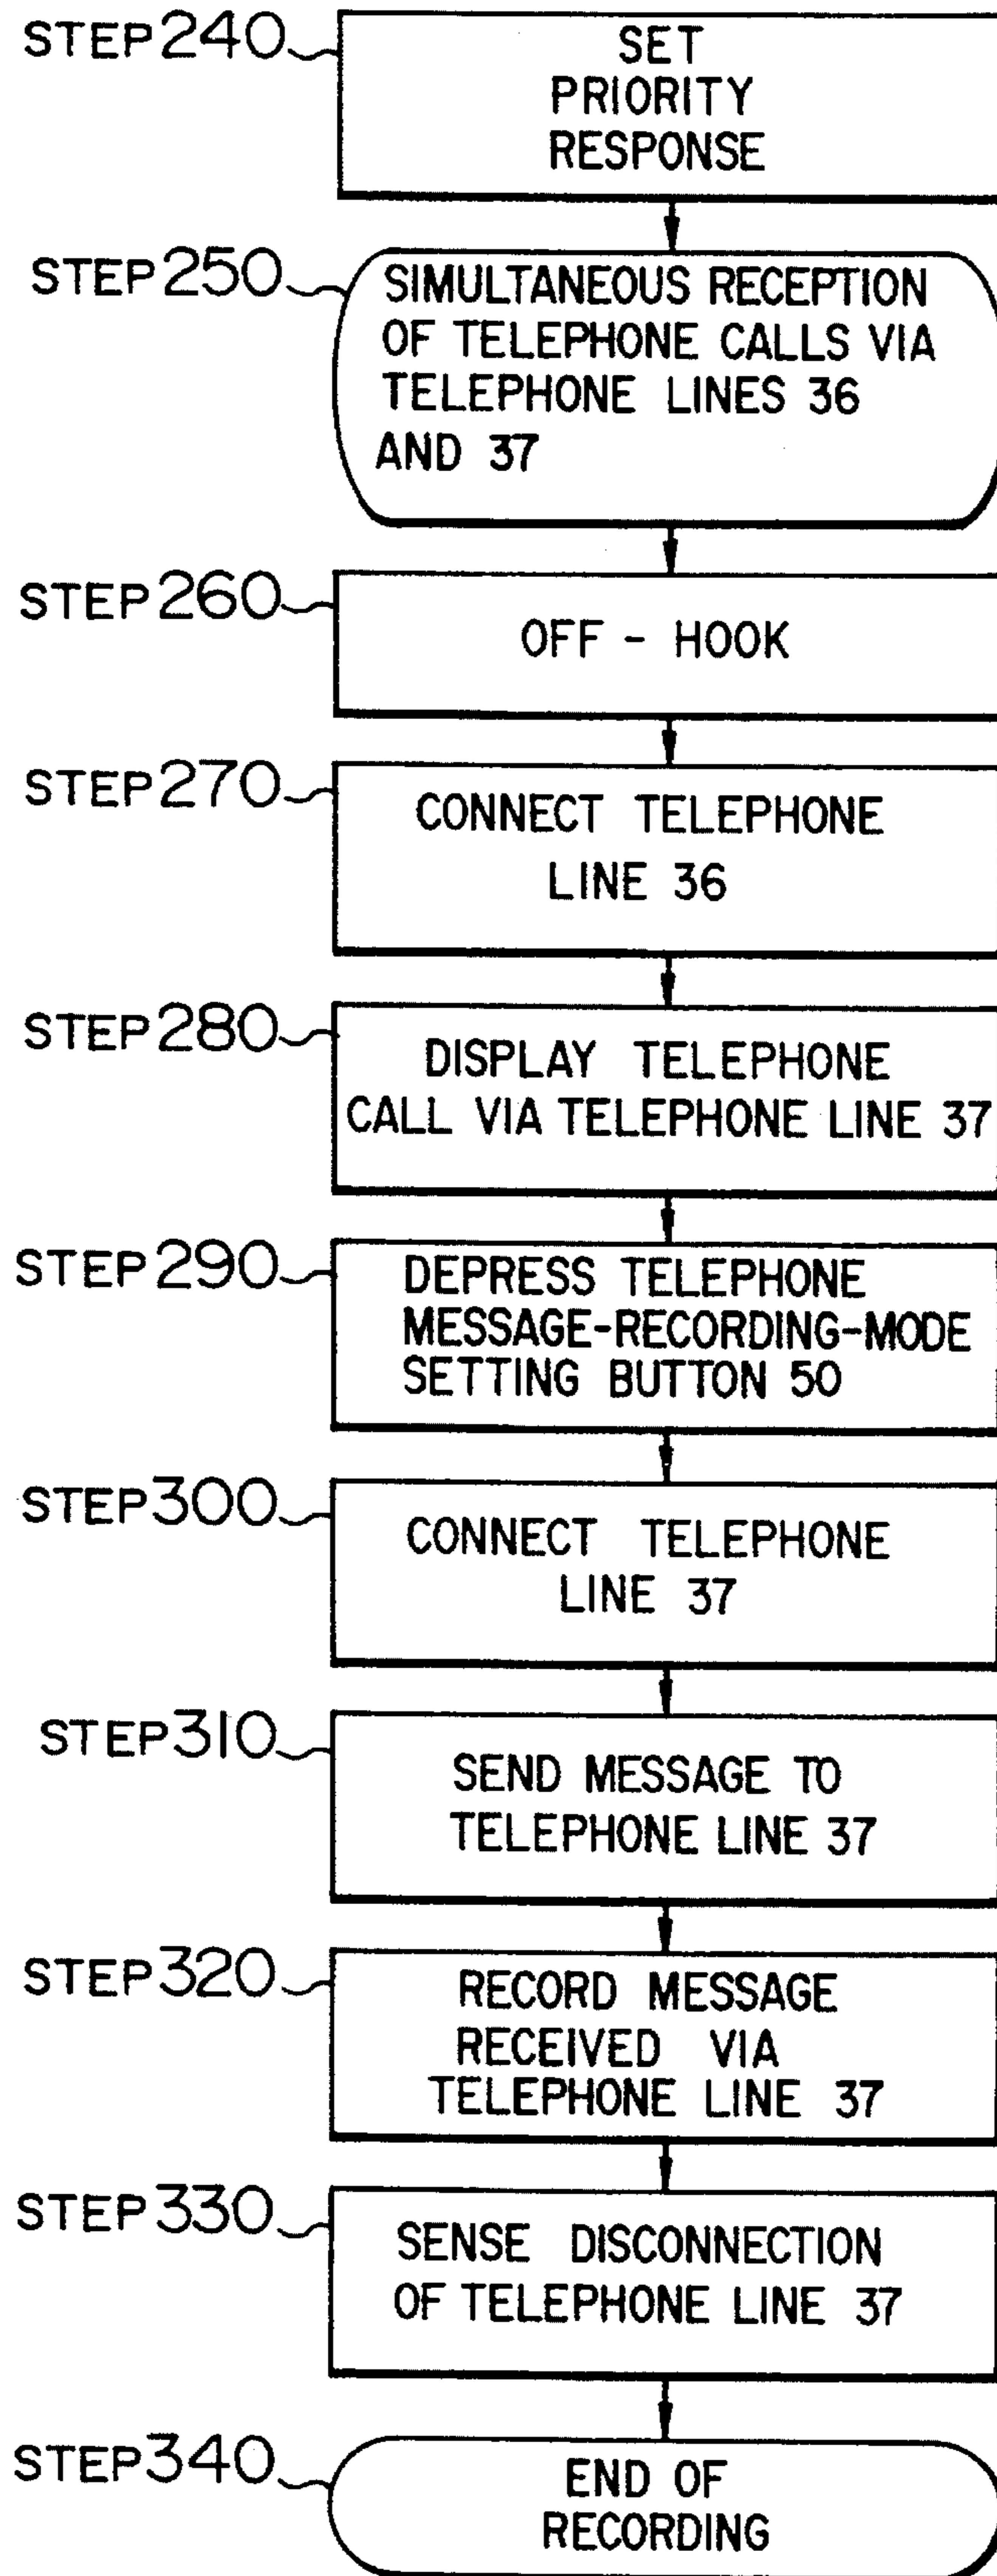 STEP 240
SET
PRIORITY
RESPONSE
STEP 250
SIMULTANEOUS RECEPTION
OF TELEPHONE CALLS VIA
TELEPHONE LINES 36
AND 37
STEP 260
OFF - HOOK
STEP 270
CONNECT TELEPHONE
LINE 36
STEP 280
DISPLAY TELEPHONE
CALL VIA TELEPHONE LINE 37
STEP 290
DEPRESS TELEPHONE
MESSAGE-RECORDING-MODE
SETTING BUTTON 50
STEP 300
CONNECT TELEPHONE
LINE 37
STEP 310
SEND MESSAGE TO
TELEPHONE LINE 37
STEP 320
RECORD MESSAGE
RECEIVED VIA
TELEPHONE LINE 37
STEP 330
SENSE DISCONNECTION
OF TELEPHONE LINE 37
STEP 340
END OF
RECORDING